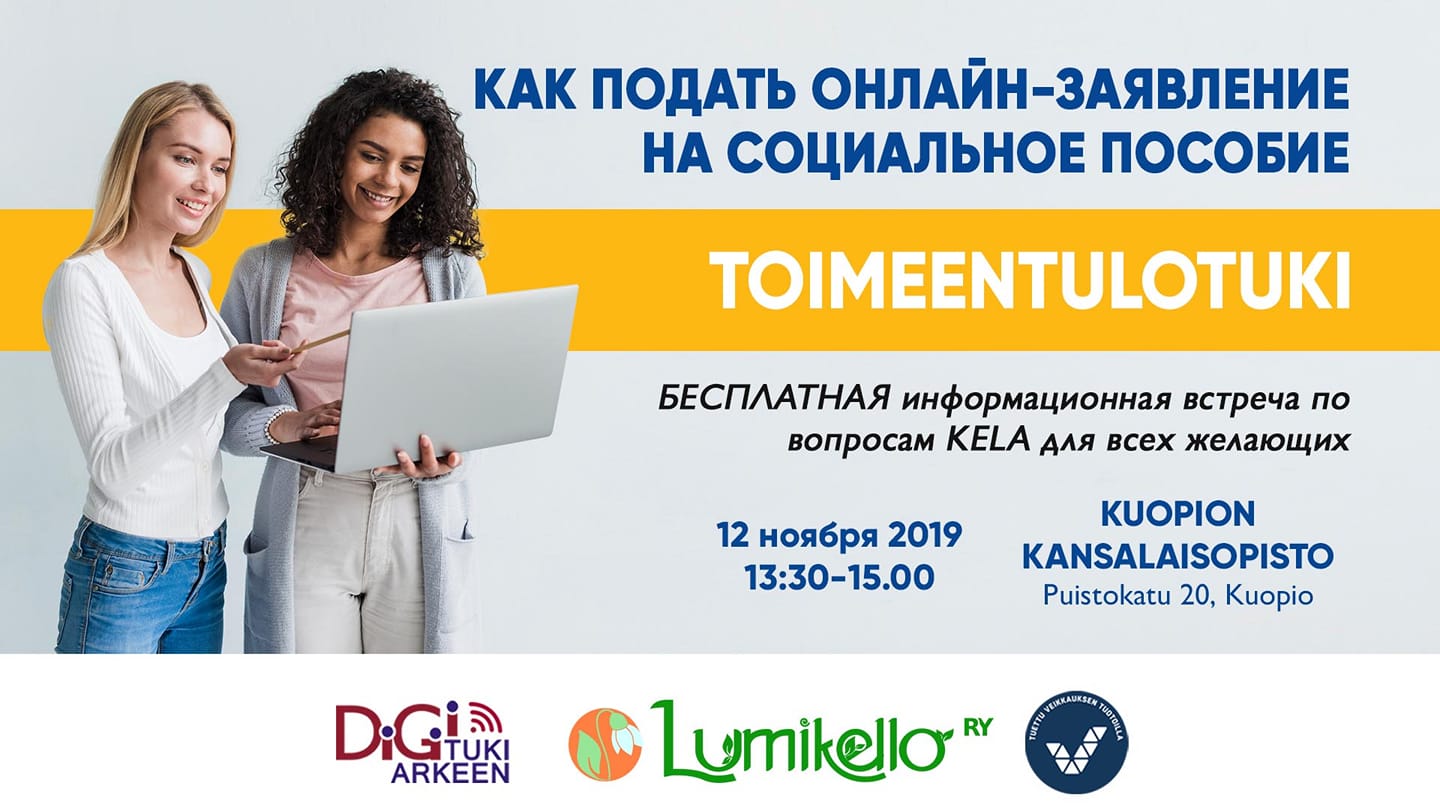 КАК ПОДАТЬ ОНЛАЙН-ЗАЯВЛЕНИЕ
НА СОЦИАЛЬНОЕ ПОСОБИЕ
TOIMEENTULOTUKI
БЕСПЛАТНАЯ информационная встреча по
вопросам KELA для всех желающих
12 ноября 2019
13:30-15.00
KUOPION
KANSALAISOPISTO
Puistokatu 20, Kuopio
DiGi
TUKI
ARKEEN
Lumikello RY
TUETTU VEIKKAUKSEN TUOTOILLA